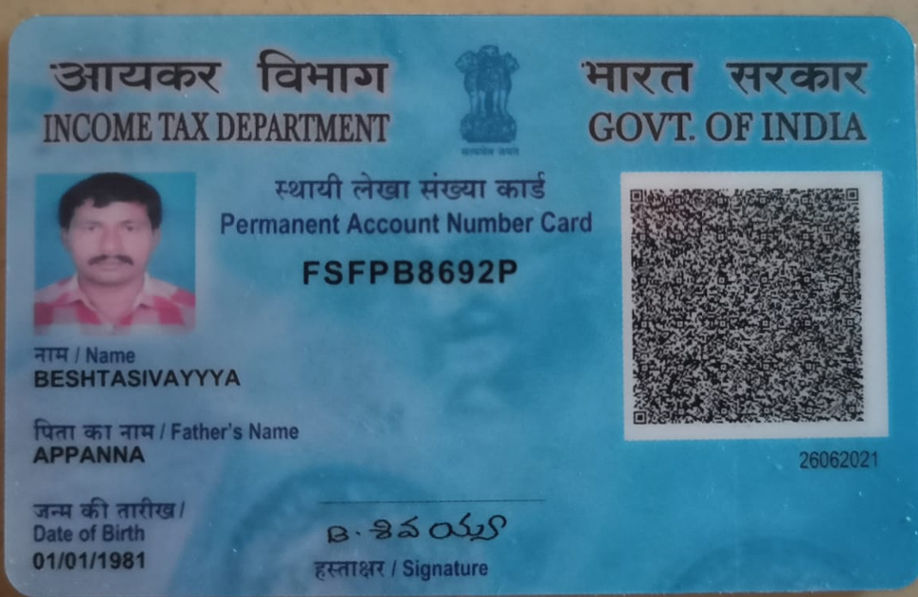 आयकर विभाग
INCOME TAX DEPARTMENT
सत्यमेव जयते
भारत सरकार
GOVT. OF INDIA
स्थायी लेखा संख्या कार्ड
Permanent Account Number Card
FSFPB8692P
नाम / Name
BESHTASIVAYYYA
पिता का नाम / Father's Name
APPANNA
26062021
जन्म की तारीख /
Date of Birth
01/01/1981
B. శివయ్య
हस्ताक्षर / Signature